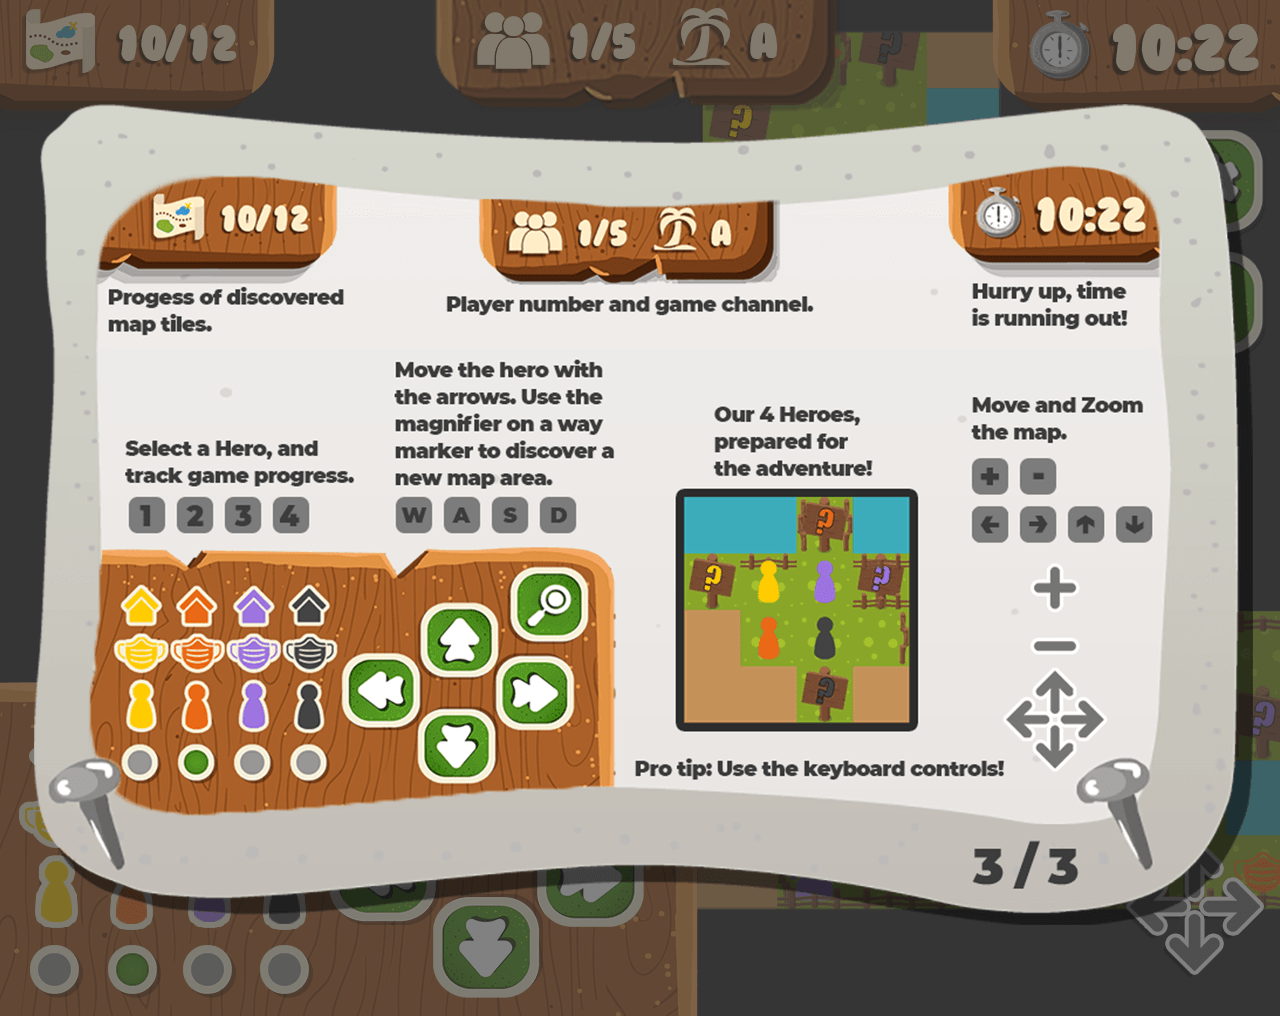 10/12
1/5
A
10:22
10/12
1/5
A
10:22
Progess of discovered
map tiles.
Player number and game channel.
Hurry up, time
is running out!
Move the hero with
the arrows. Use the
magnifier on a way
marker to discover a
new map area.
Select a Hero, and
track game progress.
1 2 3 4
W A S D
Our 4 Heroes,
prepared for
the adventure!
?
?
?
?
Move and Zoom
the map.
+ -
← → ↑ ↓
Pro tip: Use the keyboard controls!
3 / 3